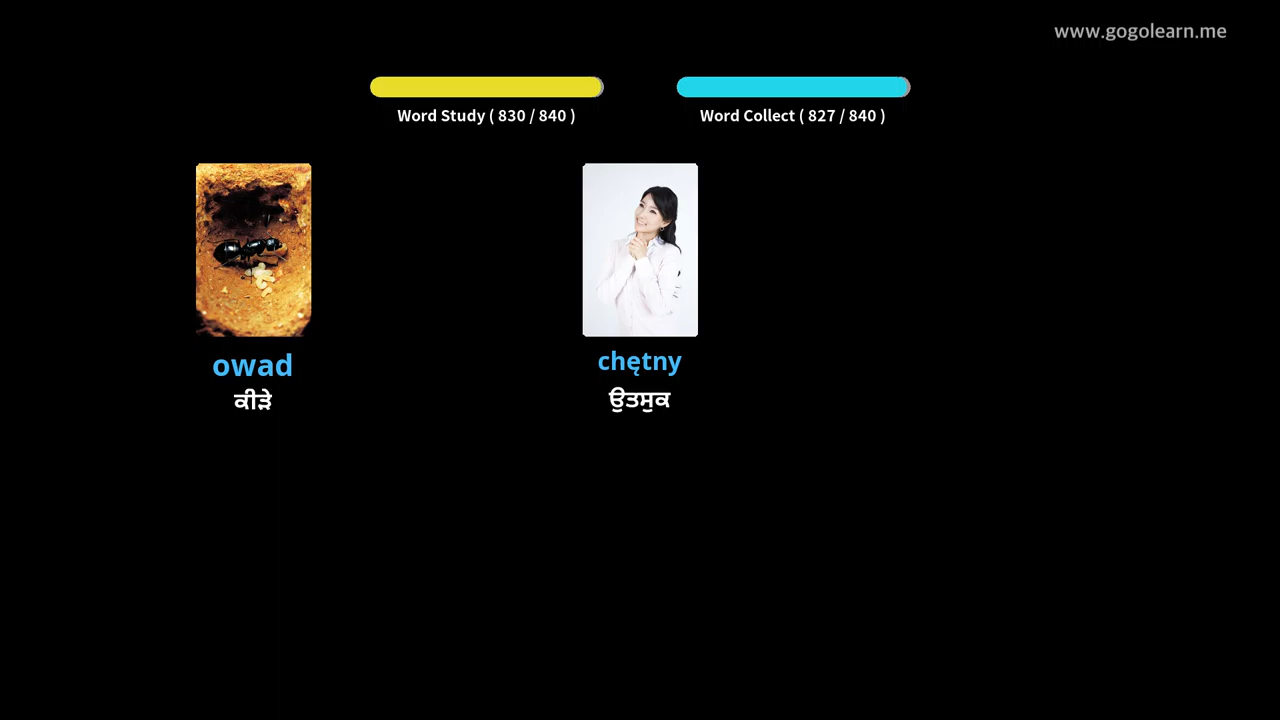 www.gogolearn.me
Word Study ( 830 / 840 )
Word Collect ( 827 / 840 )
owad
ਕੀੜੇ
chętny
ਉਤਸੁਕ